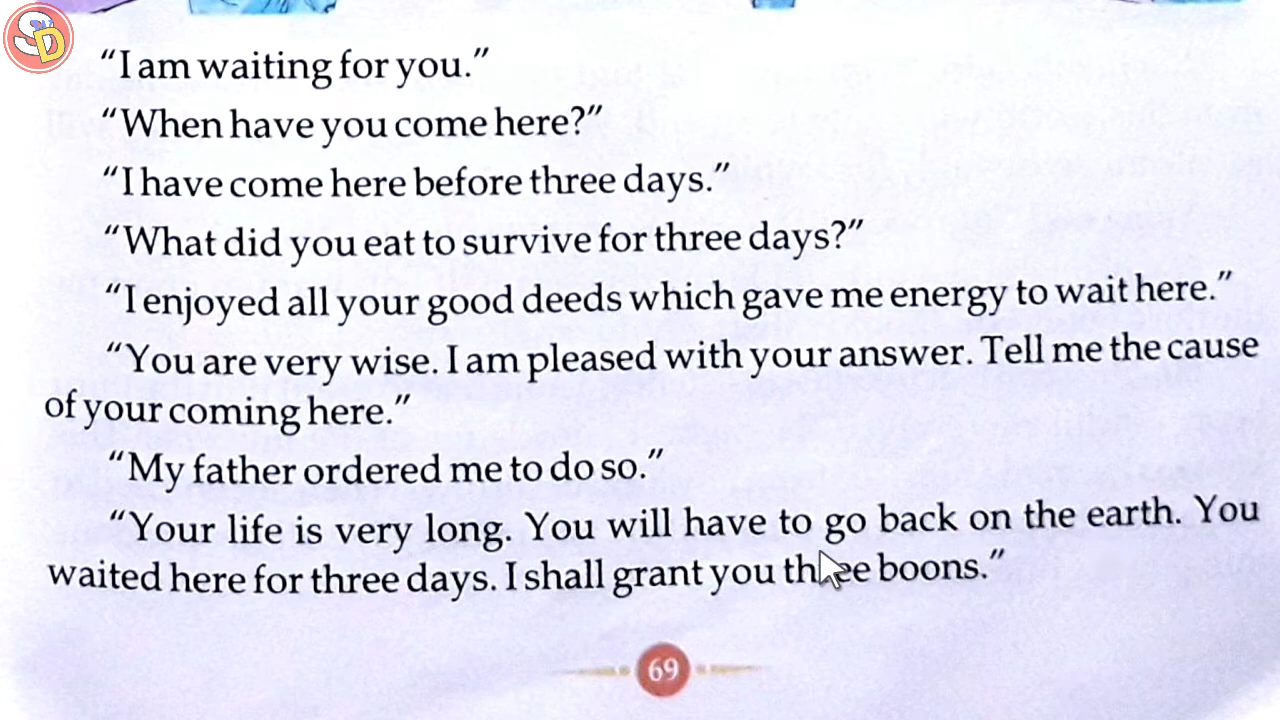 SD
“I am waiting for you.”
“When have you come here?”
“I have come here before three days.”
“What did you eat to survive for three days?”
“I enjoyed all your good deeds which gave me energy to wait here.”
“You are very wise. I am pleased with your answer. Tell me the cause
of your coming here.”
“My father ordered me to do so.”
“Your life is very long. You will have to go back on the earth. You
waited here for three days. I shall grant you three boons.”
69